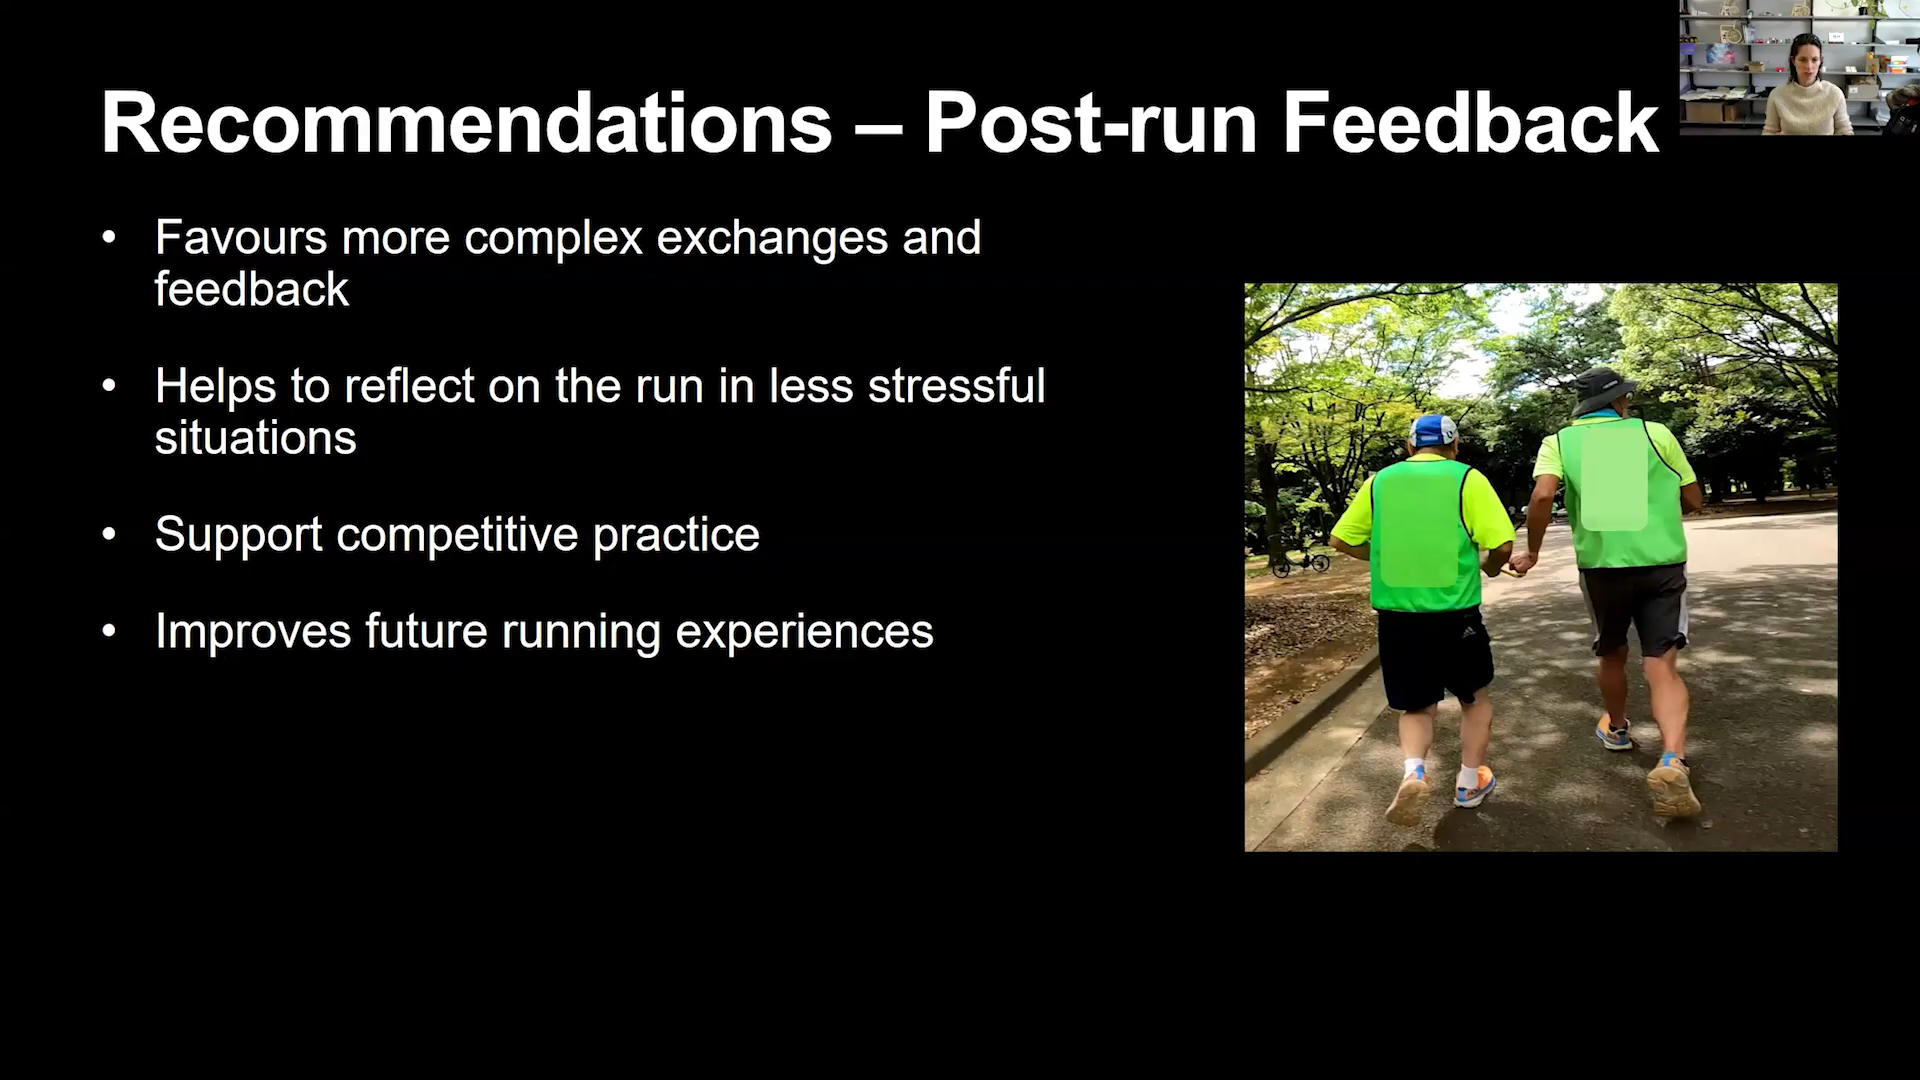 Recommendations – Post-run Feedback
• Favours more complex exchanges and
feedback
• Helps to reflect on the run in less stressful
situations
• Support competitive practice
• Improves future running experiences